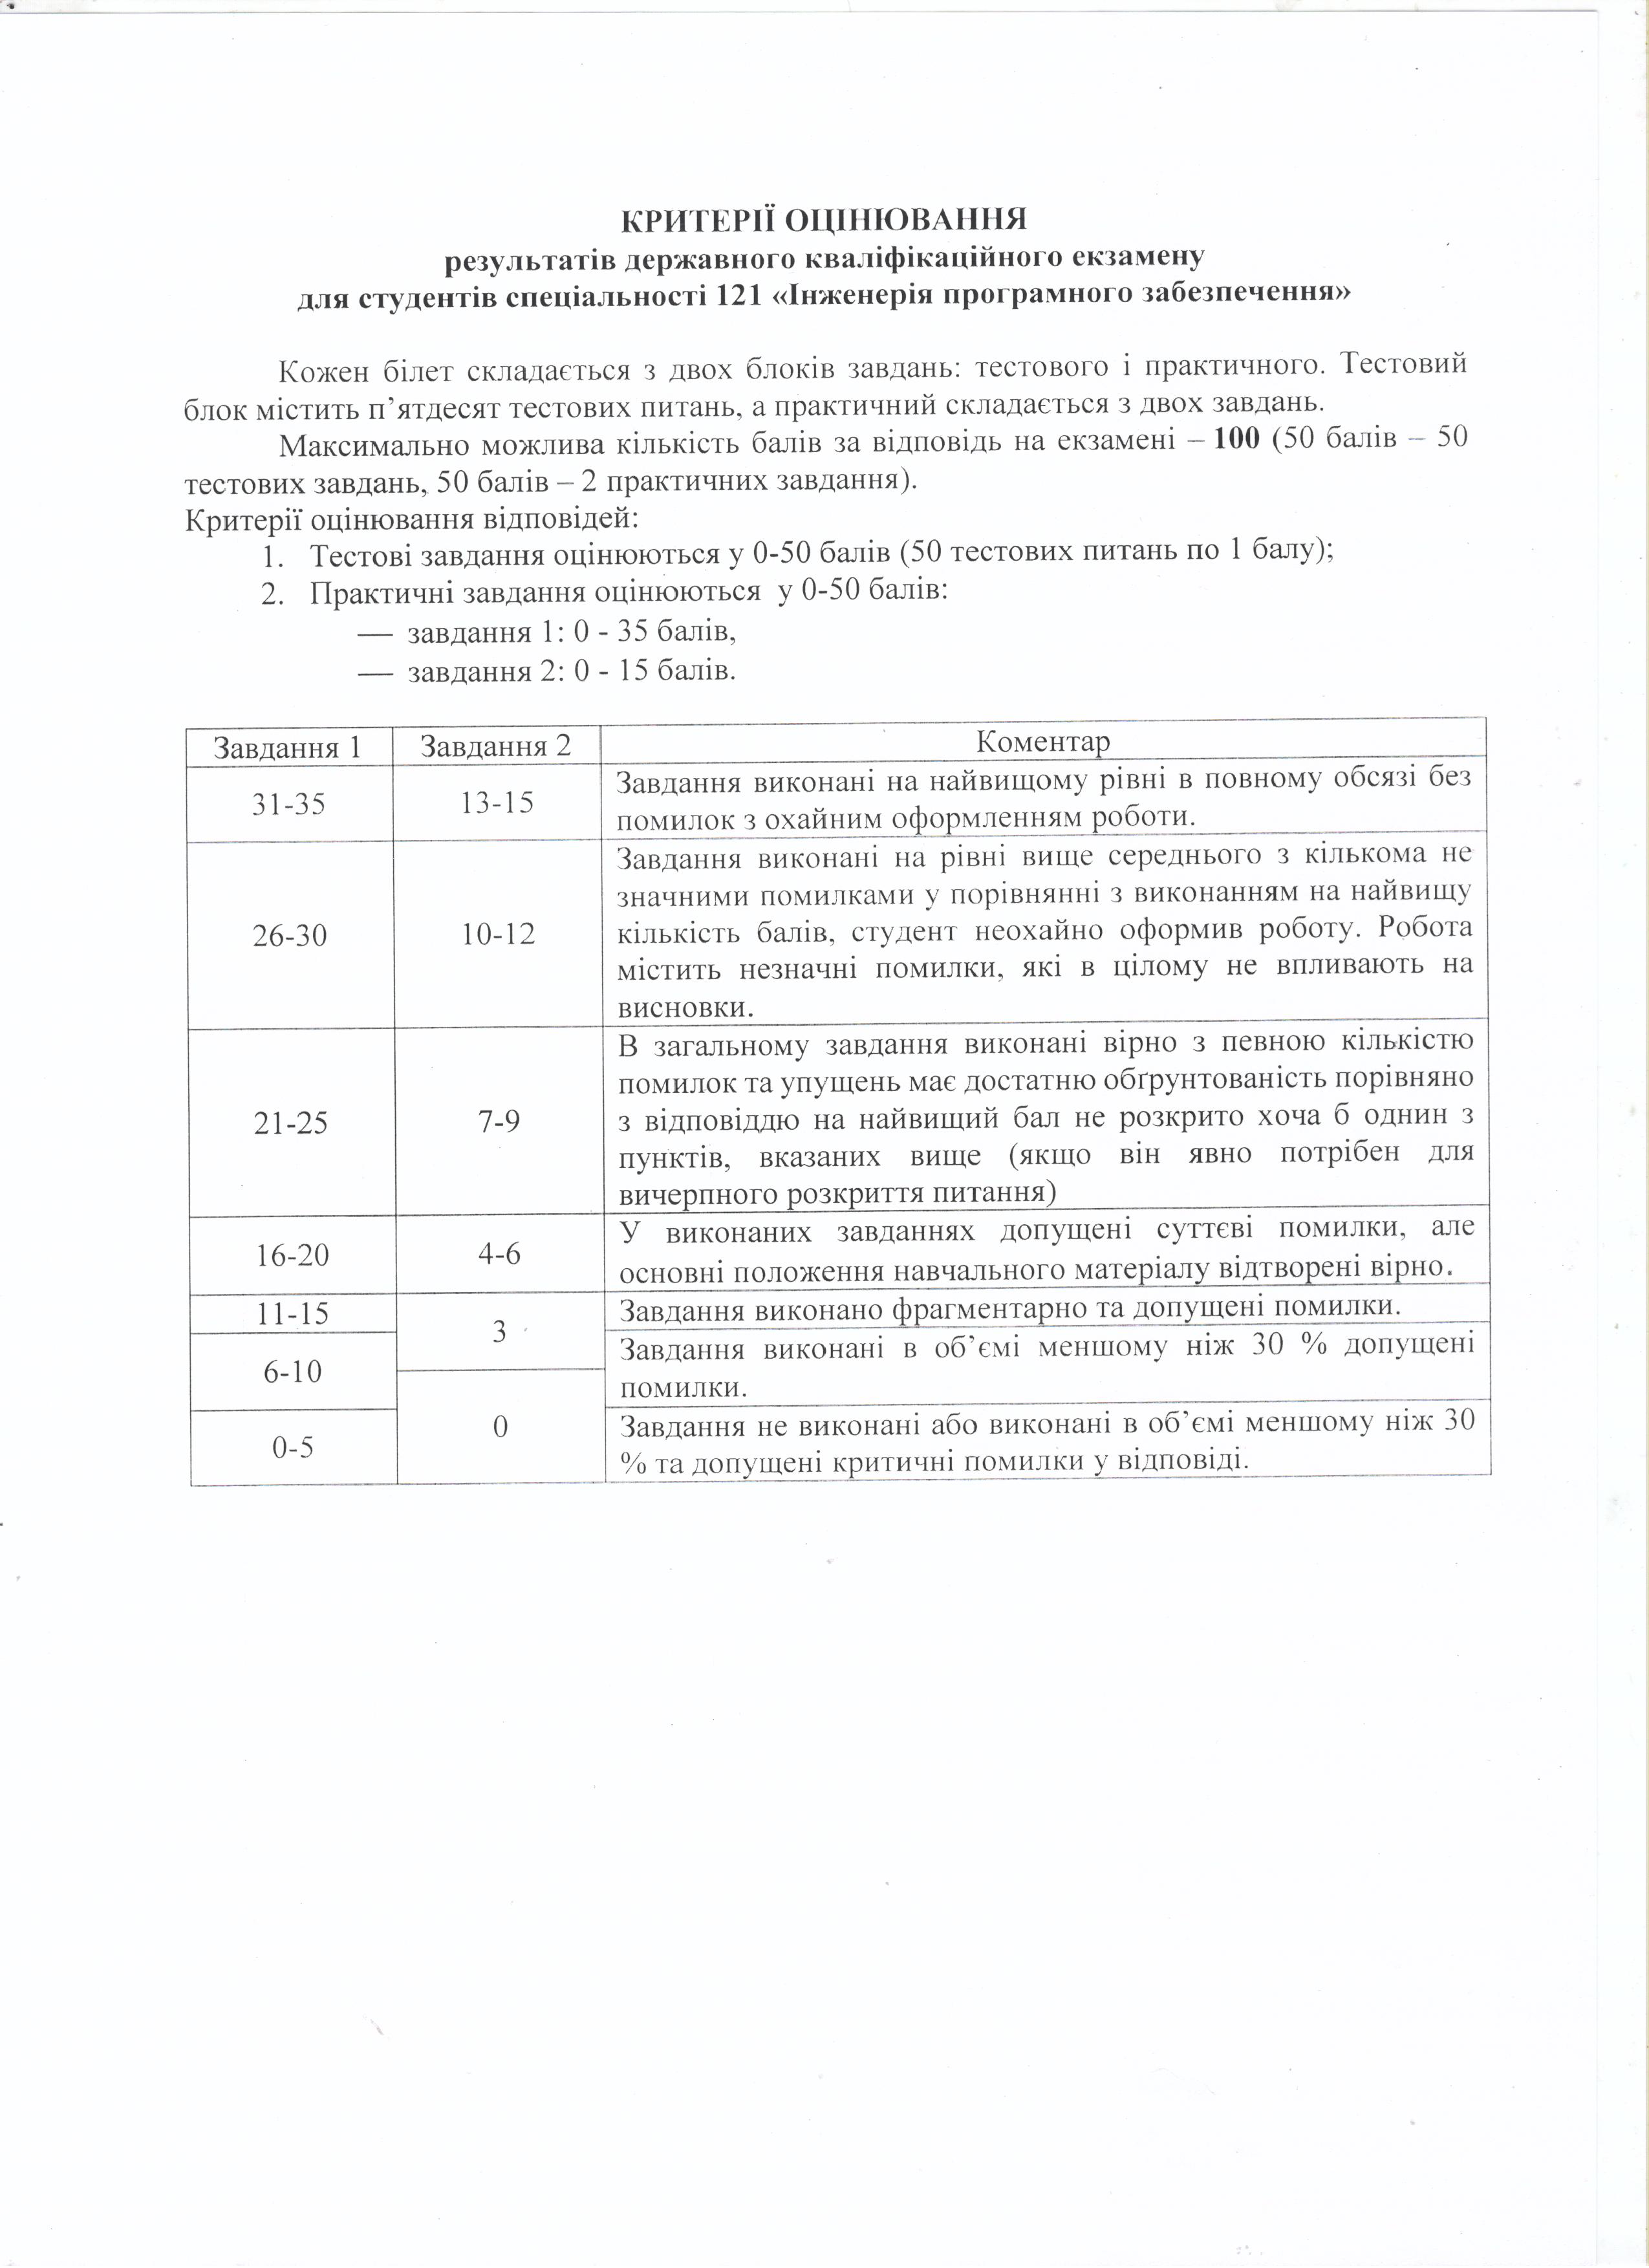 КРИТЕРІЇ ОЦІНЮВАННЯ
результатів державного кваліфікаційного екзамену
для студентів спеціальності 121 «Інженерія програмного забезпечення»
Кожен білет складається з двох блоків завдань: тестового і практичного. Тестовий
блок містить п’ятдесят тестових питань, а практичний складається з двох завдань.
Максимально можлива кількість балів за відповідь на екзамені – 100 (50 балів – 50
тестових завдань, 50 балів – 2 практичних завдання).
Критерії оцінювання відповідей:
1. Тестові завдання оцінюються у 0-50 балів (50 тестових питань по 1 балу);
2. Практичні завдання оцінюються у 0-50 балів:
— завдання 1: 0 - 35 балів,
— завдання 2: 0 - 15 балів.
Завдання 1 Завдання 2 Коментар
31-35 13-15 Завдання виконані на найвищому рівні в повному обсязі без
помилок з охайним оформленням роботи.
26-30 10-12 Завдання виконані на рівні вище середнього з кількома не
значними помилками у порівнянні з виконанням на найвищу
кількість балів, студент неохайно оформив роботу. Робота
містить незначні помилки, які в цілому не впливають на
висновки.
21-25 7-9 В загальному завдання виконані вірно з певною кількістю
помилок та упущень має достатню обґрунтованість порівняно
з відповіддю на найвищий бал не розкрито хоча б однин з
пунктів, вказаних вище (якщо він явно потрібен для
вичерпного розкриття питання)
16-20 4-6 У виконаних завданнях допущені суттєві помилки, але
основні положення навчального матеріалу відтворені вірно.
11-15 3 Завдання виконано фрагментарно та допущені помилки.
6-10 Завдання виконані в об’ємі меншому ніж 30 % допущені
помилки.
0-5 0 Завдання не виконані або виконані в об’ємі меншому ніж 30
% та допущені критичні помилки у відповіді.